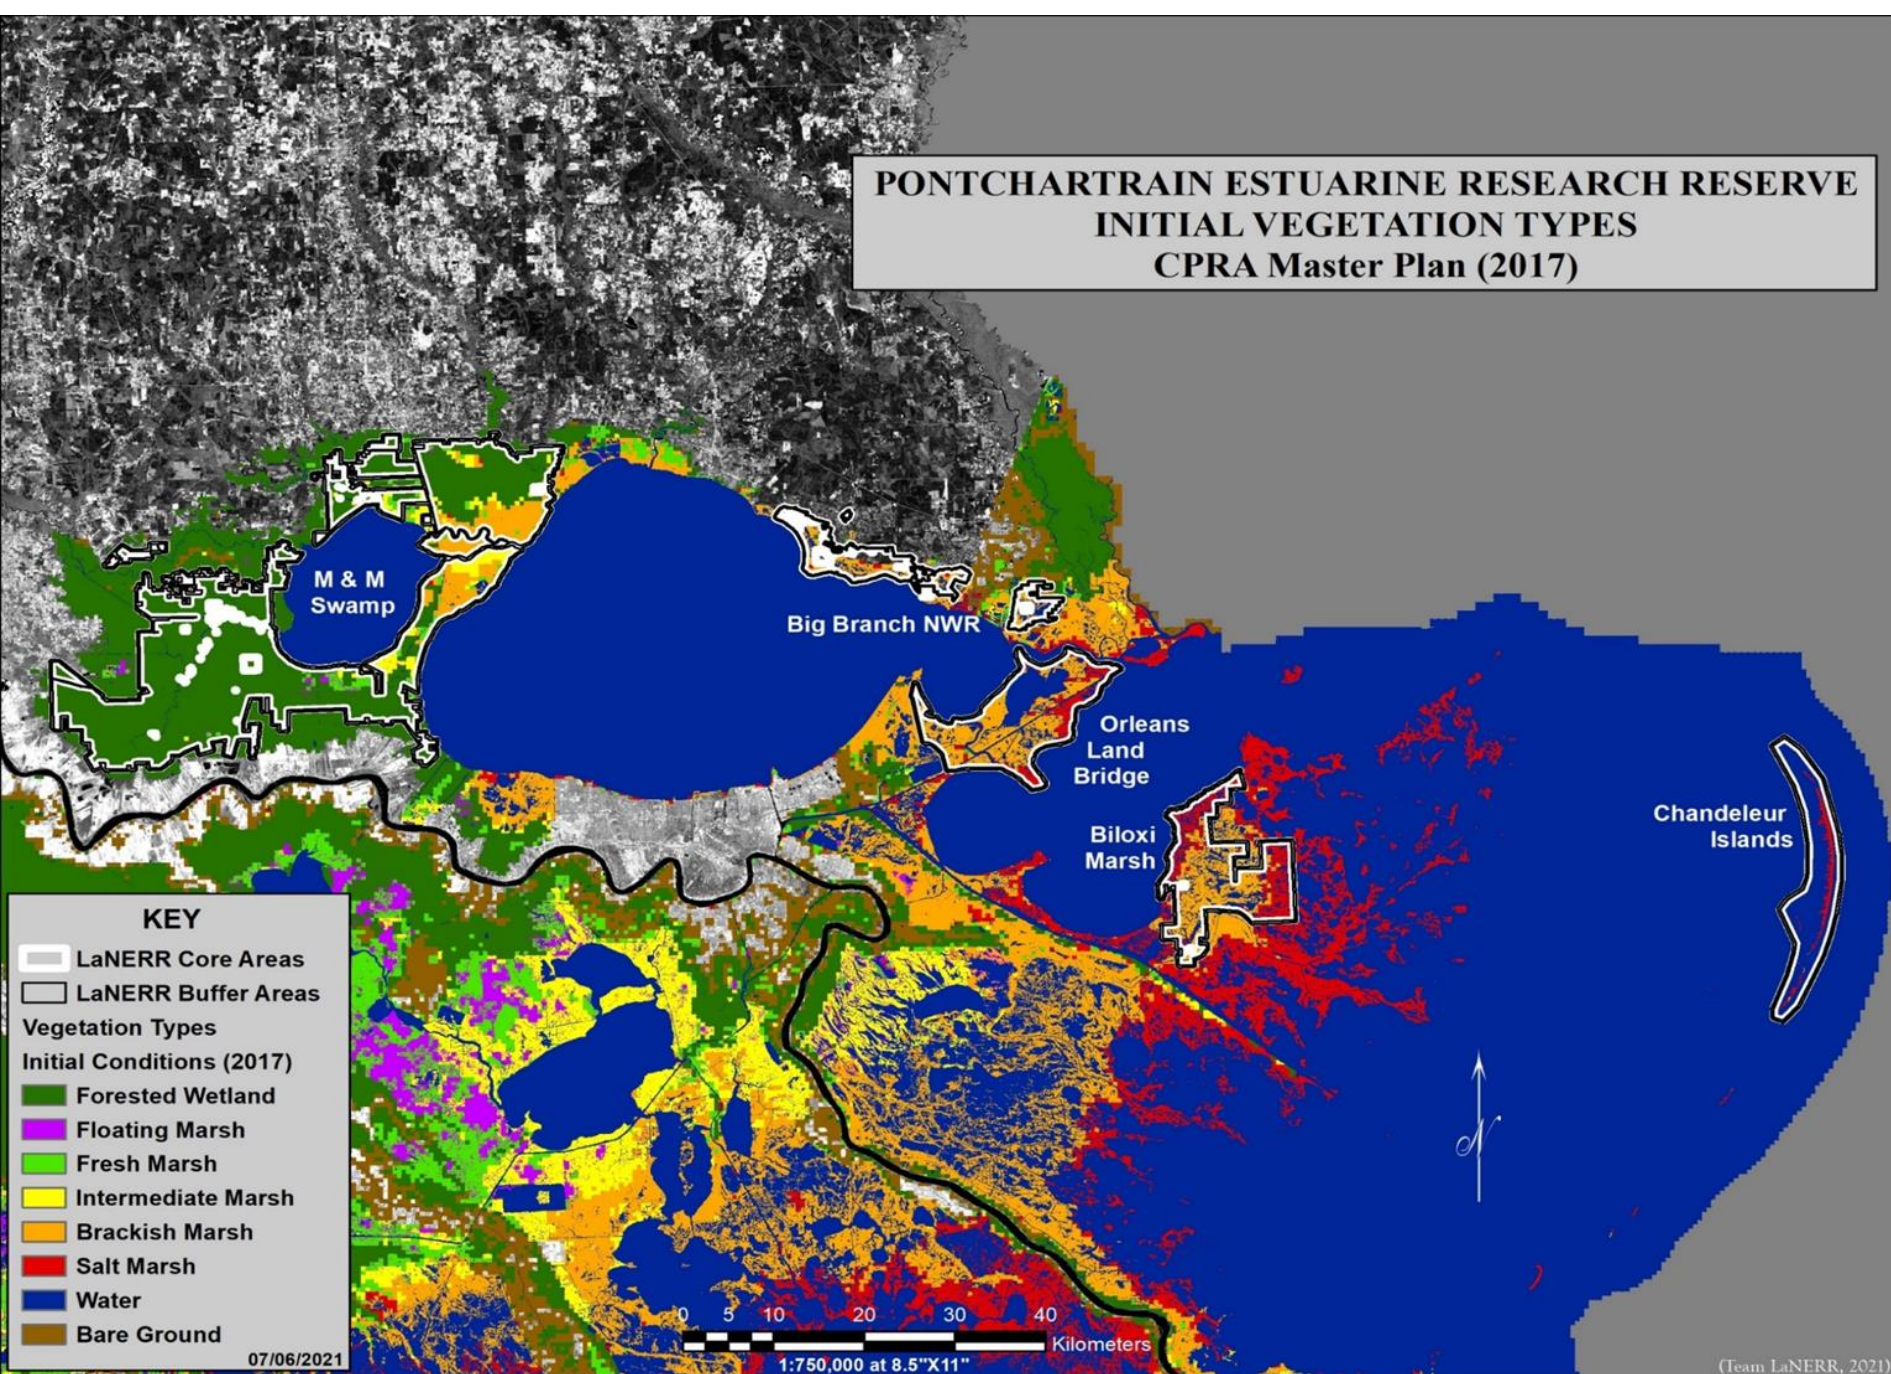 PONTCHARTRAIN ESTUARINE RESEARCH RESERVE
INITIAL VEGETATION TYPES
CPRA Master Plan (2017)
M & M
Swamp
Big Branch NWR
Orleans
Land
Bridge
Biloxi
Marsh
Chandeleur
Islands
KEY
LaNERR Core Areas
LaNERR Buffer Areas
Vegetation Types
Initial Conditions (2017)
Forested Wetland
Floating Marsh
Fresh Marsh
Intermediate Marsh
Brackish Marsh
Salt Marsh
Water
Bare Ground
07/06/2021
N
0 5 10 20 30 40
Kilometers
1:750,000 at 8.5"X11"
(Team LaNERR, 2021)